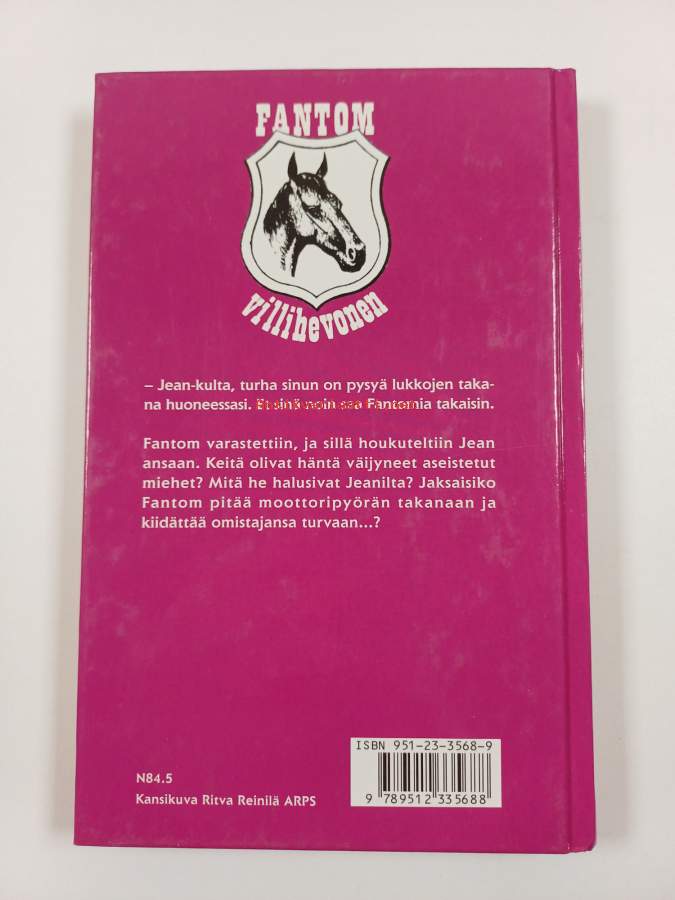 FANTOM
villihevonen
– Jean-kulta, turha sinun on pysyä lukkojen taka-
na huoneessasi. Et sinä voi saa Fantomia takaisin.
Fantom varastettiin, ja sillä houkuteltiin Jean
ansaan. Keitä olivat häntä väijyneet aseistetut
miehet? Mitä he halusivat Jeanilta? Jaksaisiko
Fantom pitää moottoripyörän takanaan ja
kiidättää omistajansa turvaan...?
ISBN 951-23-3568-9
9 789512 335688
N84.5
Kansikuva Ritva Reinilä ARPS